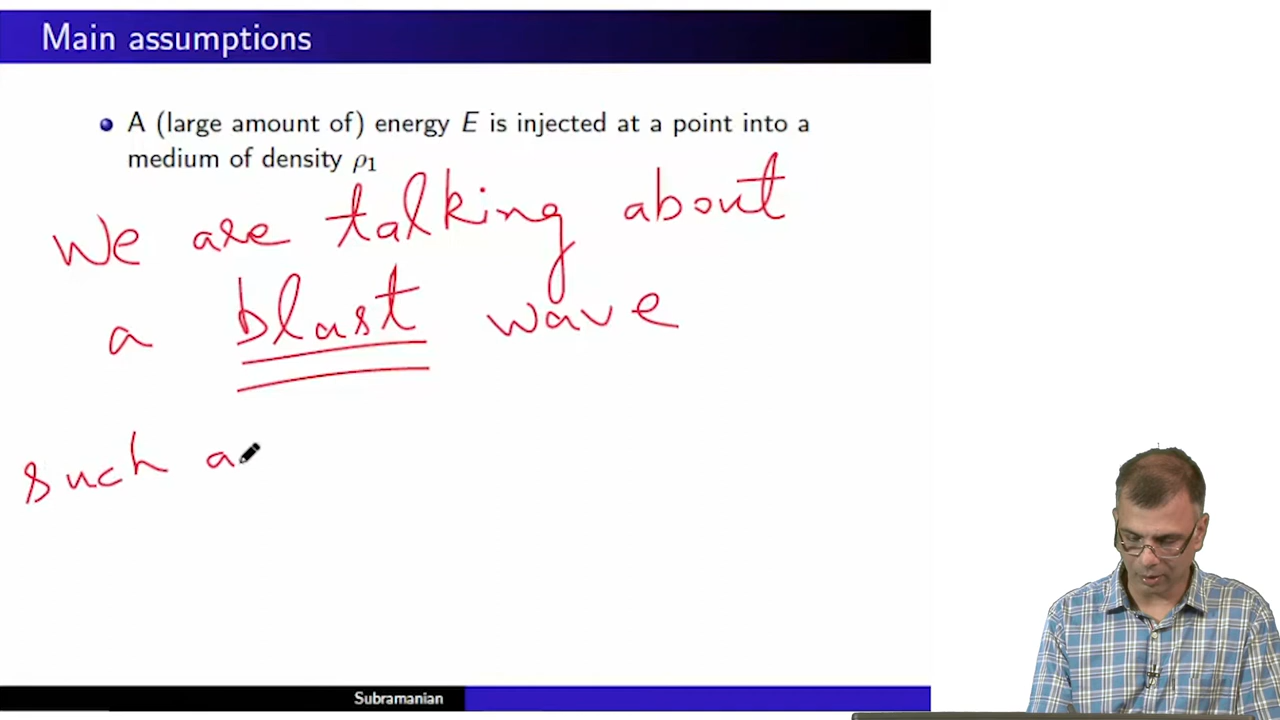 Main assumptions
A (large amount of) energy E is injected at a point into a
medium of density ρ₁
We are talking about
a blast wave
such a
Subramanian